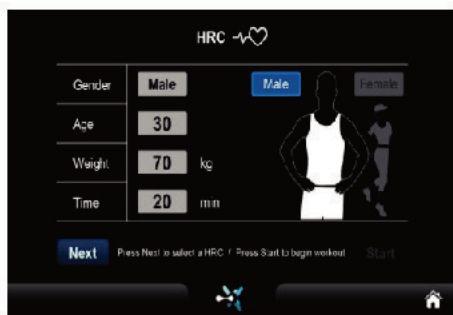 HRC
Gender Male Male Female
Age 30
Weight 70 kg
Time 20 min
Next Press Next to select a HRC / Press Start to begin workout Start